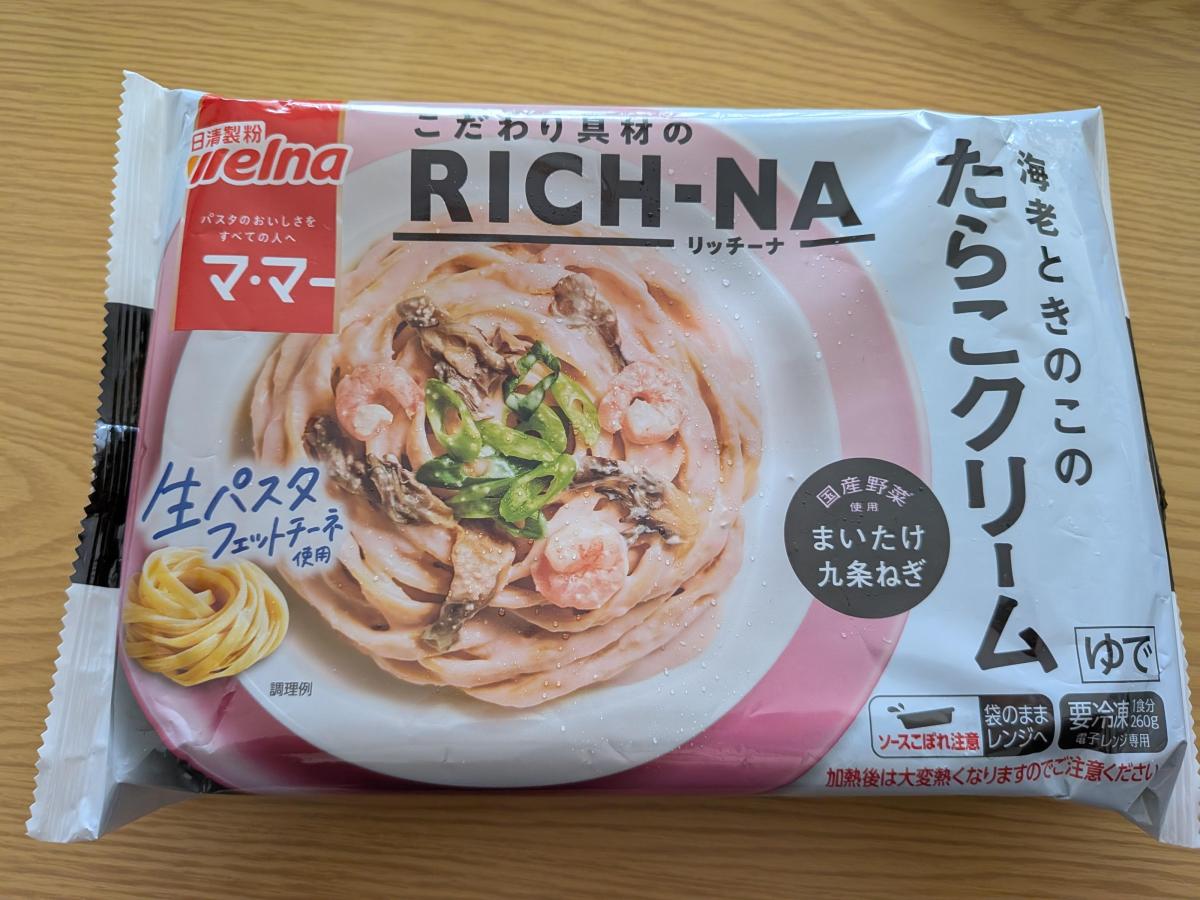 日清製粉
welna
パスタのおいしさを
すべての人へ
マ・マー
こだわり具材の
RICH-NA
リッチーナ
海老ときのこの
たらこクリーム
生パスタ
フェットチーネ
使用
調理例
国産野菜
使用
まいたけ
九条ねぎ
ゆで
ソースこぼれ注意
袋のまま
レンジへ
要冷凍
1食分
260g
電子レンジ専用
加熱後は大変熱くなりますのでご注意ください